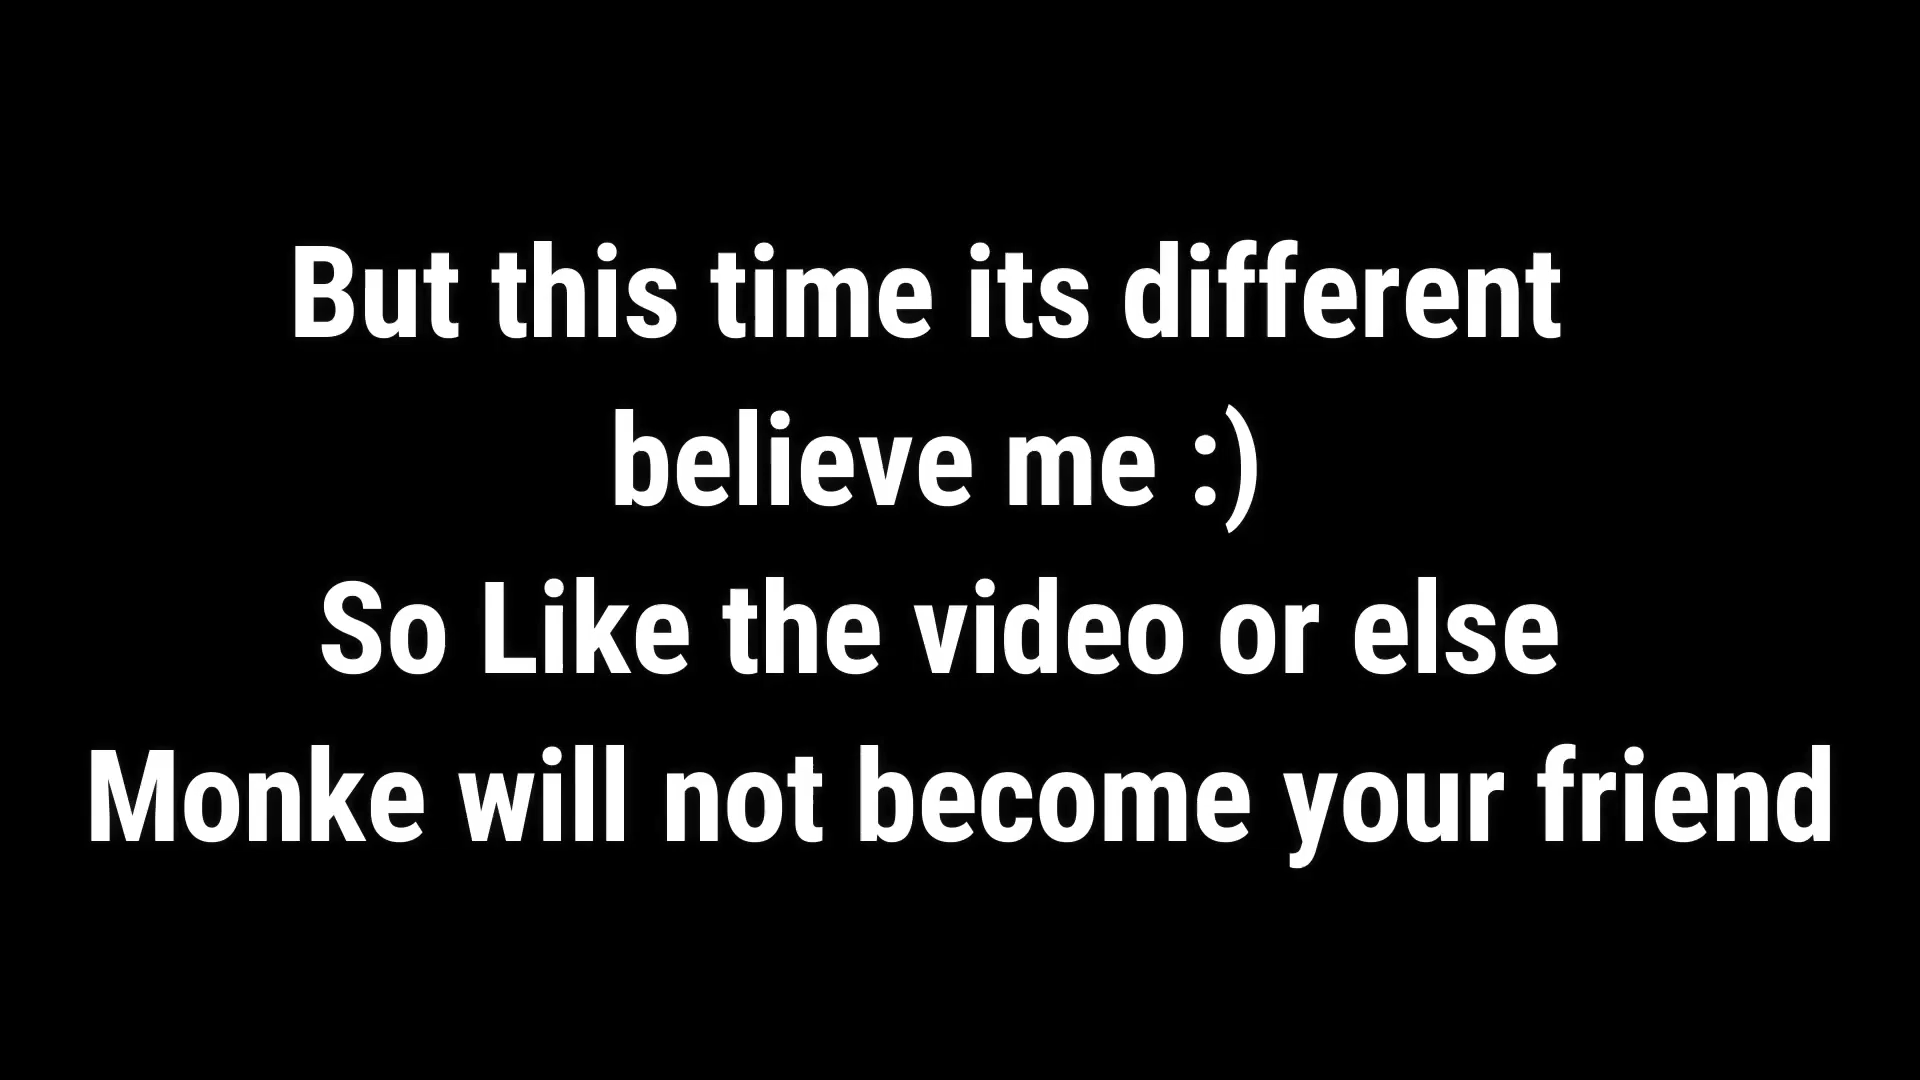 But this time its different
believe me :)
So Like the video or else
Monke will not become your friend